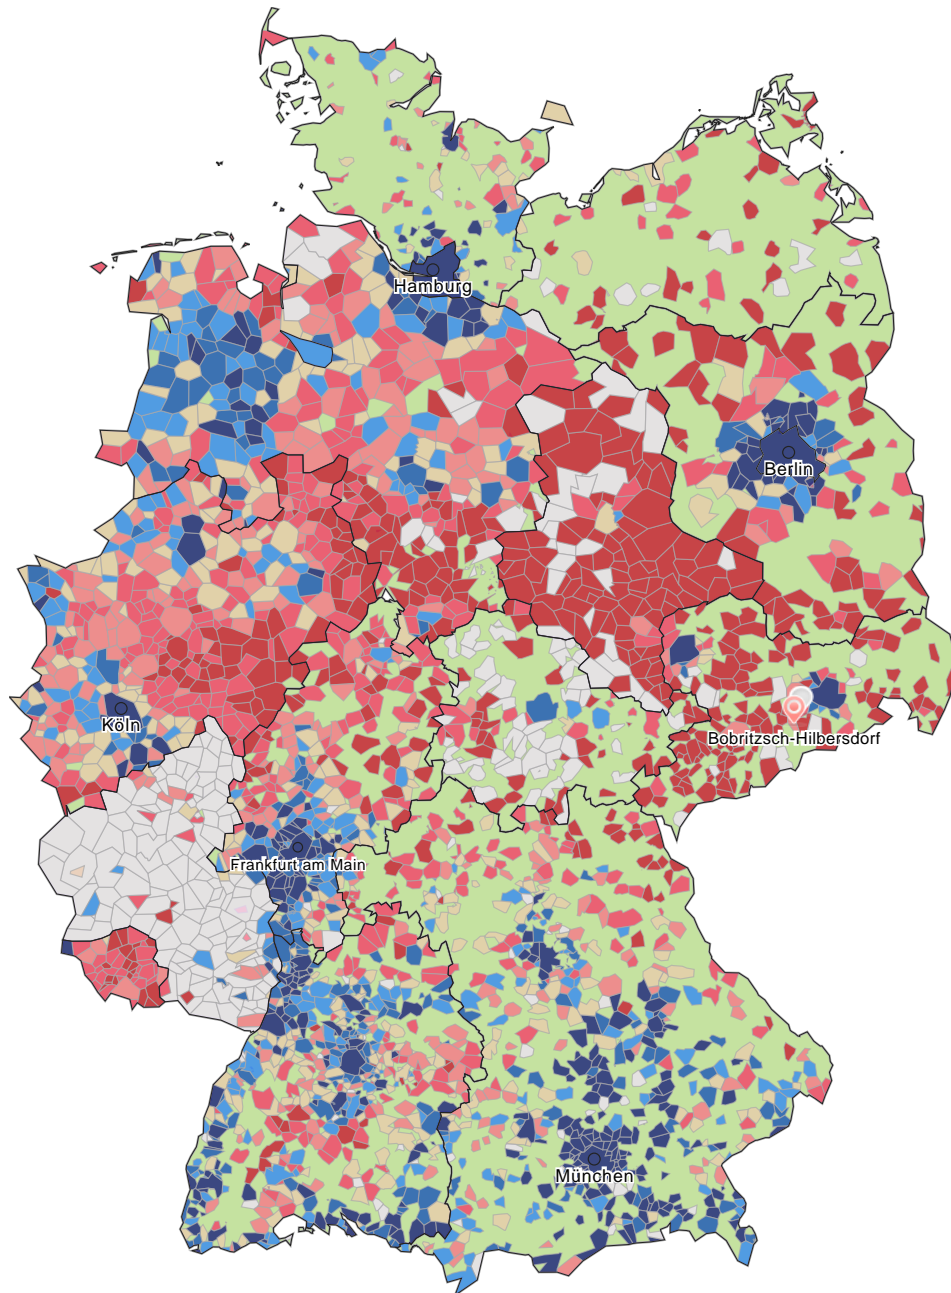 Hamburg
Berlin
Köln
Bobritzsch-Hilbersdorf
Frankfurt am Main
München